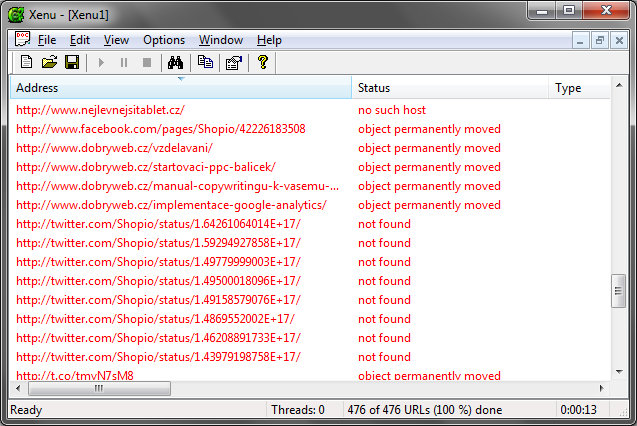 Xenu - [Xenu1]
File Edit View Options Window Help
Address Status Type
http://www.nejlevnejsitablet.cz/ no such host
http://www.facebook.com/pages/Shopio/42226183508 object permanently moved
http://www.dobryweb.cz/vzdelavani/ object permanently moved
http://www.dobryweb.cz/startovaci-ppc-balicek/ object permanently moved
http://www.dobryweb.cz/manual-copywritingu-k-vasemu-... object permanently moved
http://www.dobryweb.cz/implementace-google-analytics/ object permanently moved
http://twitter.com/Shopio/status/1.64261064014E+17/ not found
http://twitter.com/Shopio/status/1.59294927858E+17/ not found
http://twitter.com/Shopio/status/1.49779999003E+17/ not found
http://twitter.com/Shopio/status/1.49500018096E+17/ not found
http://twitter.com/Shopio/status/1.49158579076E+17/ not found
http://twitter.com/Shopio/status/1.4869552002E+17/ not found
http://twitter.com/Shopio/status/1.46208891733E+17/ not found
http://twitter.com/Shopio/status/1.43979198758E+17/ not found
http://t.co/tmvN7sM8 object permanently moved
Ready Threads: 0 476 of 476 URLs (100 %) done 0:00:13